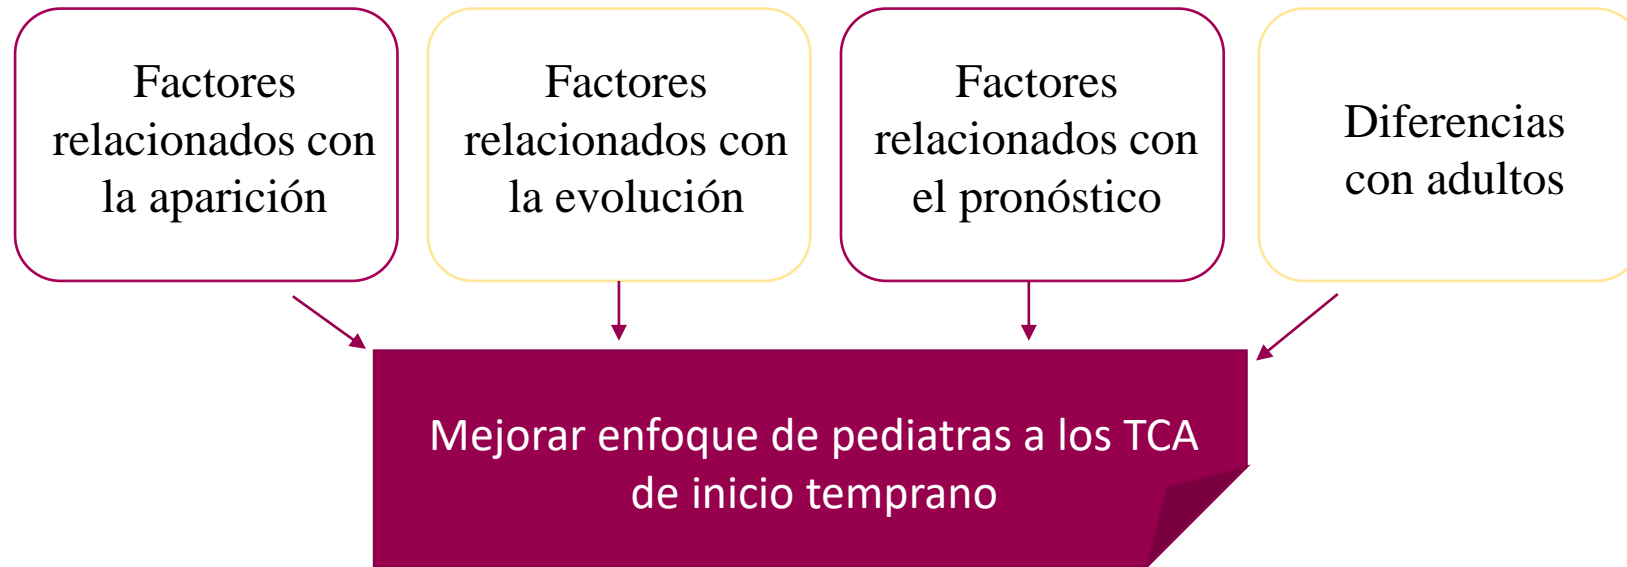 Factores
relacionados con
la aparición
Factores
relacionados con
la evolución
Factores
relacionados con
el pronóstico
Diferencias
con adultos
Mejorar enfoque de pediatras a los TCA
de inicio temprano